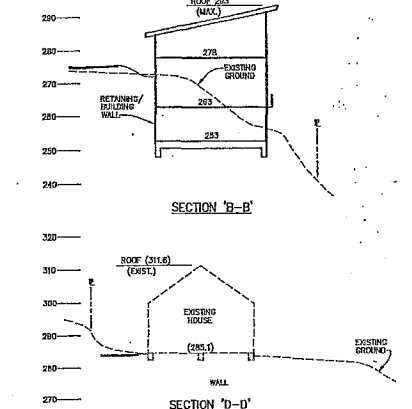 ROOF 293
(MAX.)
290
280
270
260
250
240
278
EXISTING
GROUND
RETAINING/
BUILDING
WALL
263
253
SECTION 'B-B'
320
310
300
290
280
270
ROOF (311.6)
(EXIST.)
EXISTING
HOUSE
(285.1)
EXISTING
GROUND
WALL
SECTION 'D-D'